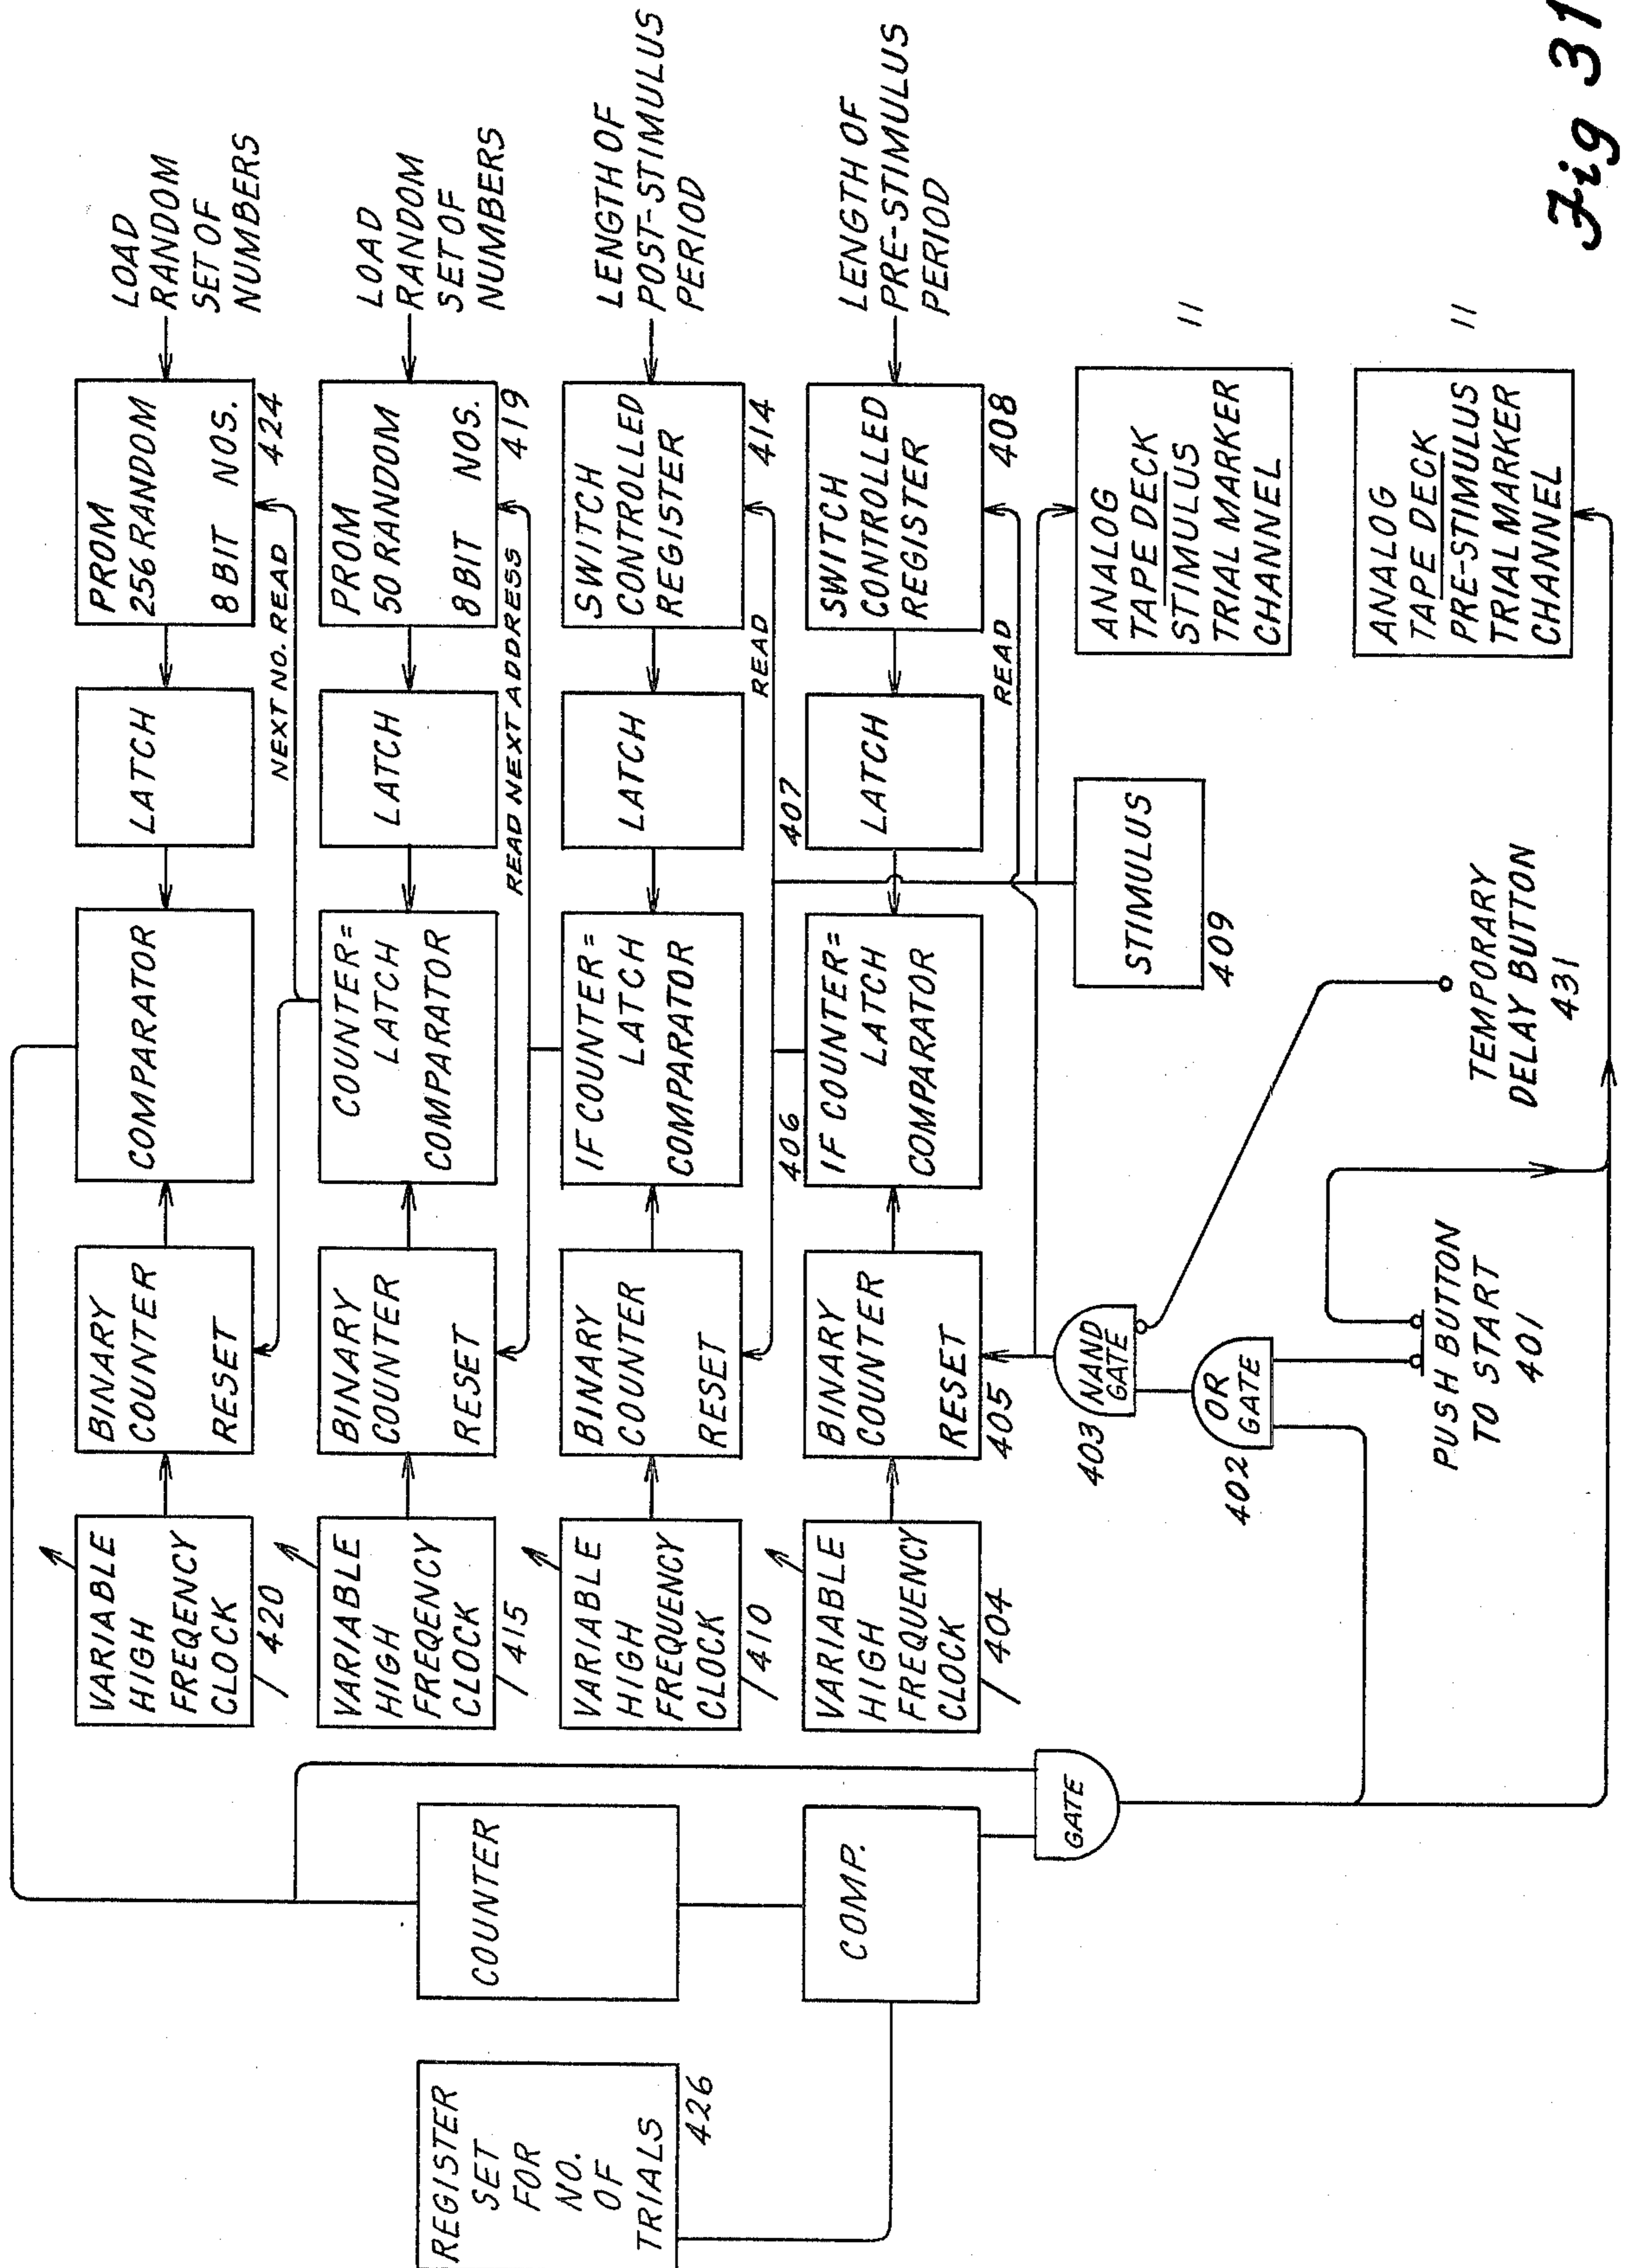 LOAD
RANDOM
SET OF
NUMBERS
PROM
256 RANDOM
8 BIT NOS.
424
LATCH
NEXT NO. READ
COMPARATOR
BINARY
COUNTER
RESET
VARIABLE
HIGH
FREQENCY
CLOCK
420
LOAD
RANDOM
SET OF
NUMBERS
PROM
50 RANDOM
8 BIT NOS.
419
LATCH
READ NEXT ADDRESS
COUNTER=
LATCH
COMPARATOR
BINARY
COUNTER
RESET
VARIABLE
HIGH
FREQENCY
CLOCK
415
LENGTH OF
POST-STIMULUS
PERIOD
SWITCH
CONTROLLED
REGISTER
414
LATCH
READ
407
IF COUNTER=
LATCH
COMPARATOR
406
BINARY
COUNTER
RESET
VARIABLE
HIGH
FREQUENCY
CLOCK
410
LENGTH OF
PRE-STIMULUS
PERIOD
SWITCH
CONTROLLED
REGISTER
408
LATCH
READ
IF COUNTER=
LATCH
COMPARATOR
BINARY
COUNTER
RESET
405
VARIABLE
HIGH
FREQUENCY
CLOCK
404
ANALOG
TAPE DECK
STIMULUS
TRIAL MARKER
CHANNEL
11
ANALOG
TAPE DECK
PRE-STIMULUS
TRIAL MARKER
CHANNEL
11
STIMULUS
409
NAND
GATE
403
OR
GATE
402
TEMPORARY
DELAY BUTTON
431
PUSH BUTTON
TO START
401
GATE
COUNTER
COMP.
REGISTER
SET
FOR
NO.
OF
TRIALS
426
Fig 31